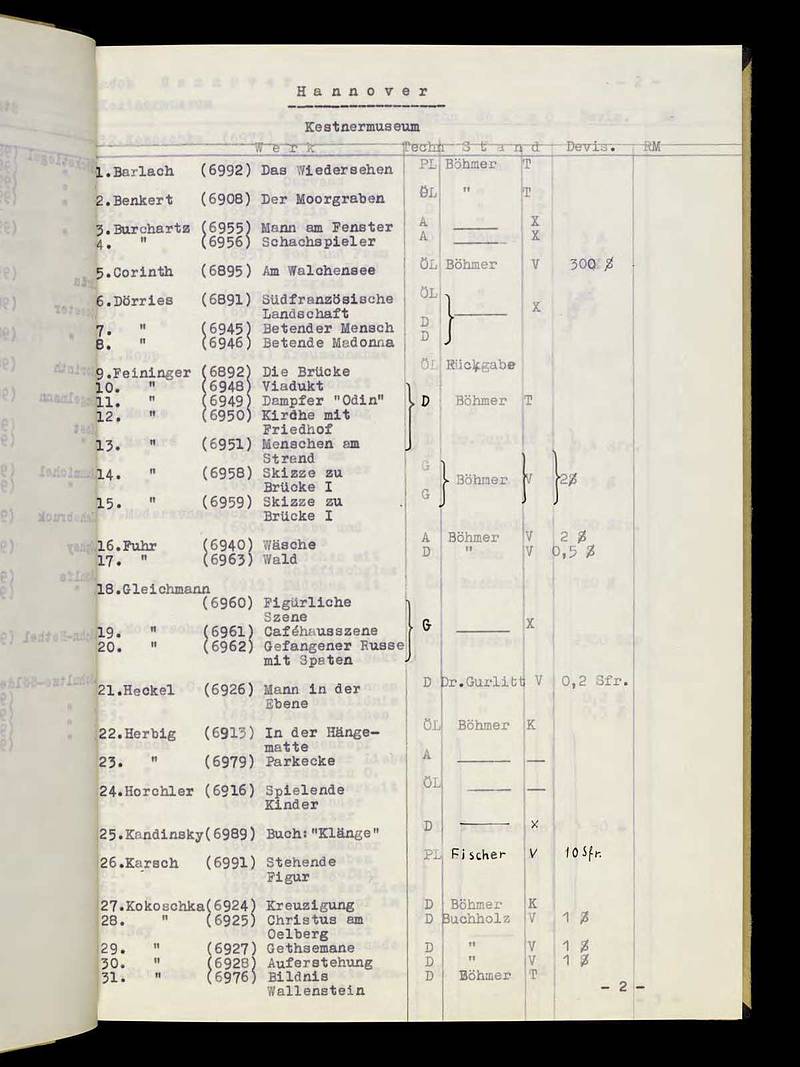 H a n n o v e r
Kestnermuseum
W e r k Techn S t a n d Devis. RM
1.Barlach (6992) Das Wiedersehen PL Böhmer T
2.Benkert (6908) Der Moorgraben ÖL " T
3.Burchartz (6955) Mann am Fenster A ——— X
4. " (6956) Schachspieler A ——— X
5.Corinth (6895) Am Walchensee ÖL Böhmer V 300 $
6.Dörries (6891) Südfranzösische ÖL
Landschaft ——— X
7. " (6945) Betender Mensch D
8. " (6946) Betende Madonna D
9.Feininger (6892) Die Brücke ÖL Rückgabe
10. " (6948) Viadukt
11. " (6949) Dampfer "Odin" D Böhmer T
12. " (6950) Kirdhe mit
Friedhof
13. " (6951) Menschen am
Strand
14. " (6958) Skizze zu G
Brücke I Böhmer V 2$
15. " (6959) Skizze zu G
Brücke I
16.Fuhr (6940) Wäsche A Böhmer V 2 $
17. " (6963) Wald D " V 0,5 $
18.Gleichmann
(6960) Figürliche
Szene
19. " (6961) Caféhausszene G ——— X
20. " (6962) Gefangener Russe
mit Spaten
21.Heckel (6926) Mann in der D Dr.Gurlitt V 0,2 Sfr.
Ebene
22.Herbig (6913) In der Hänge- ÖL Böhmer K
matte
23. " (6979) Parkecke A ——— —
24.Horchler (6916) Spielende ÖL ——— —
Kinder
25.Kandinsky(6989) Buch:"Klänge" D ——— X
26.Karsch (6991) Stehende PL Fischer V 10 Sfr.
Figur
27.Kokoschka(6924) Kreuzigung D Böhmer K
28. " (6925) Christus am D Buchholz V 1 $
Oelberg
29. " (6927) Gethsemane D " V 1 $
30. " (6928) Auferstehung D " V 1 $
31. " (6976) Bildnis D Böhmer T
Wallenstein
- 2 -